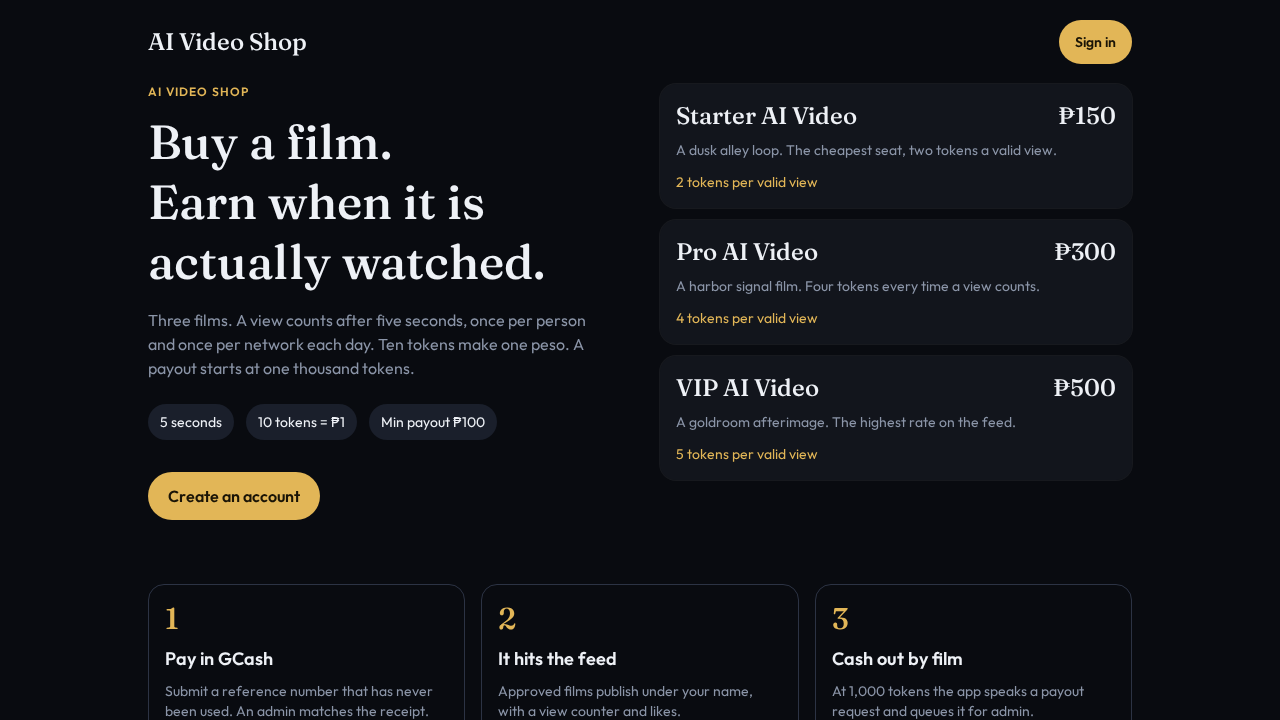 AI Video Shop
Sign in
AI VIDEO SHOP
Buy a film.
Earn when it is
actually watched.
Three films. A view counts after five seconds, once per person
and once per network each day. Ten tokens make one peso. A
payout starts at one thousand tokens.
5 seconds
10 tokens = ₱1
Min payout ₱100
Create an account
Starter AI Video
₱150
A dusk alley loop. The cheapest seat, two tokens a valid view.
2 tokens per valid view
Pro AI Video
₱300
A harbor signal film. Four tokens every time a view counts.
4 tokens per valid view
VIP AI Video
₱500
A goldroom afterimage. The highest rate on the feed.
5 tokens per valid view
1
Pay in GCash
Submit a reference number that has never
been used. An admin matches the receipt.
2
It hits the feed
Approved films publish under your name,
with a view counter and likes.
3
Cash out by film
At 1,000 tokens the app speaks a payout
request and queues it for admin.